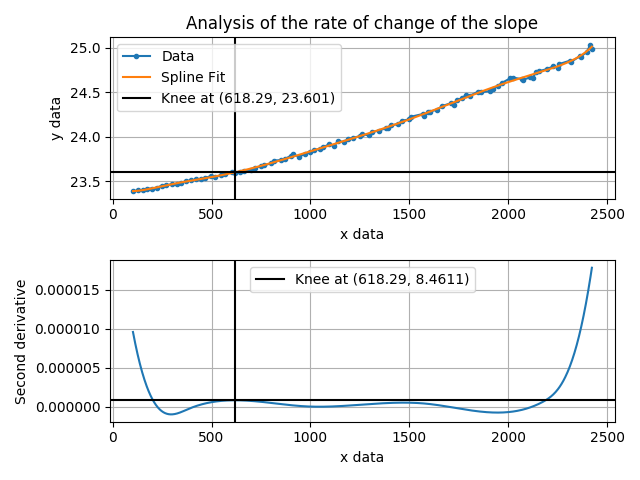 Analysis of the rate of change of the slope
25.0
24.5
24.0
23.5
y data
Data
Spline Fit
Knee at (618.29, 23.601)
0
500
1000
1500
2000
2500
x data
0.000015
0.000010
0.000005
0.000000
Second derivative
Knee at (618.29, 8.4611)
0
500
1000
1500
2000
2500
x data